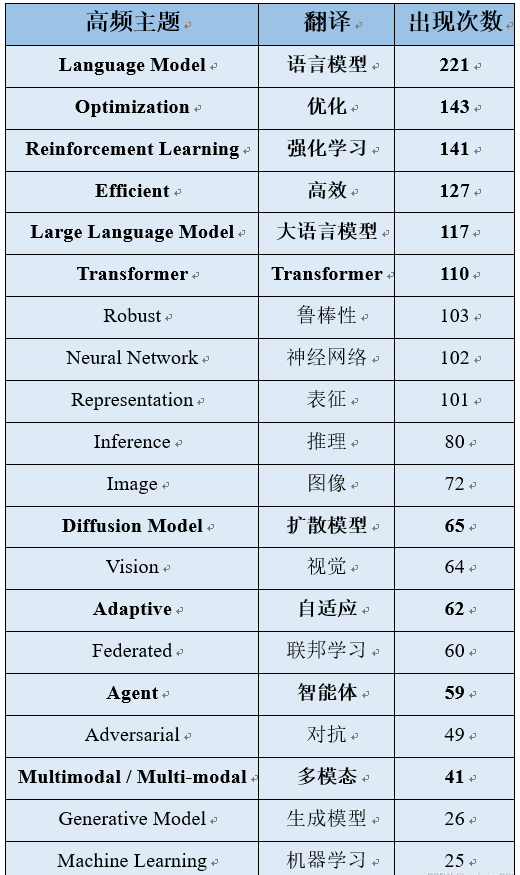 高频主题 翻译 出现次数
Language Model 语言模型 221
Optimization 优化 143
Reinforcement Learning 强化学习 141
Efficient 高效 127
Large Language Model 大语言模型 117
Transformer Transformer 110
Robust 鲁棒性 103
Neural Network 神经网络 102
Representation 表征 101
Inference 推理 80
Image 图像 72
Diffusion Model 扩散模型 65
Vision 视觉 64
Adaptive 自适应 62
Federated 联邦学习 60
Agent 智能体 59
Adversarial 对抗 49
Multimodal / Multi-modal 多模态 41
Generative Model 生成模型 26
Machine Learning 机器学习 25